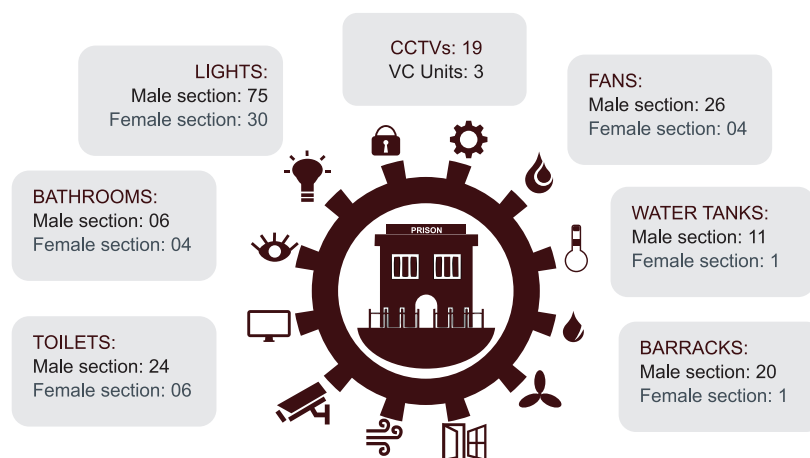 CCTVs: 19
VC Units: 3
LIGHTS:
Male section: 75
Female section: 30
FANS:
Male section: 26
Female section: 04
BATHROOMS:
Male section: 06
Female section: 04
WATER TANKS:
Male section: 11
Female section: 1
PRISON
TOILETS:
Male section: 24
Female section: 06
BARRACKS:
Male section: 20
Female section: 1